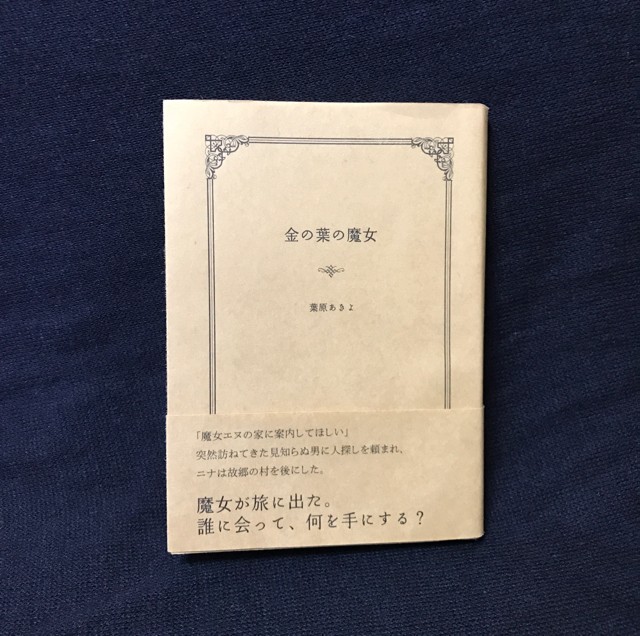 金の葉の魔女
葉原あきよ
「魔女エヌの家に案内してほしい」
突然訪ねてきた見知らぬ男に人探しを頼まれ、
ニナは故郷の村を後にした。
魔女が旅に出た。
誰に会って、何を手にする？